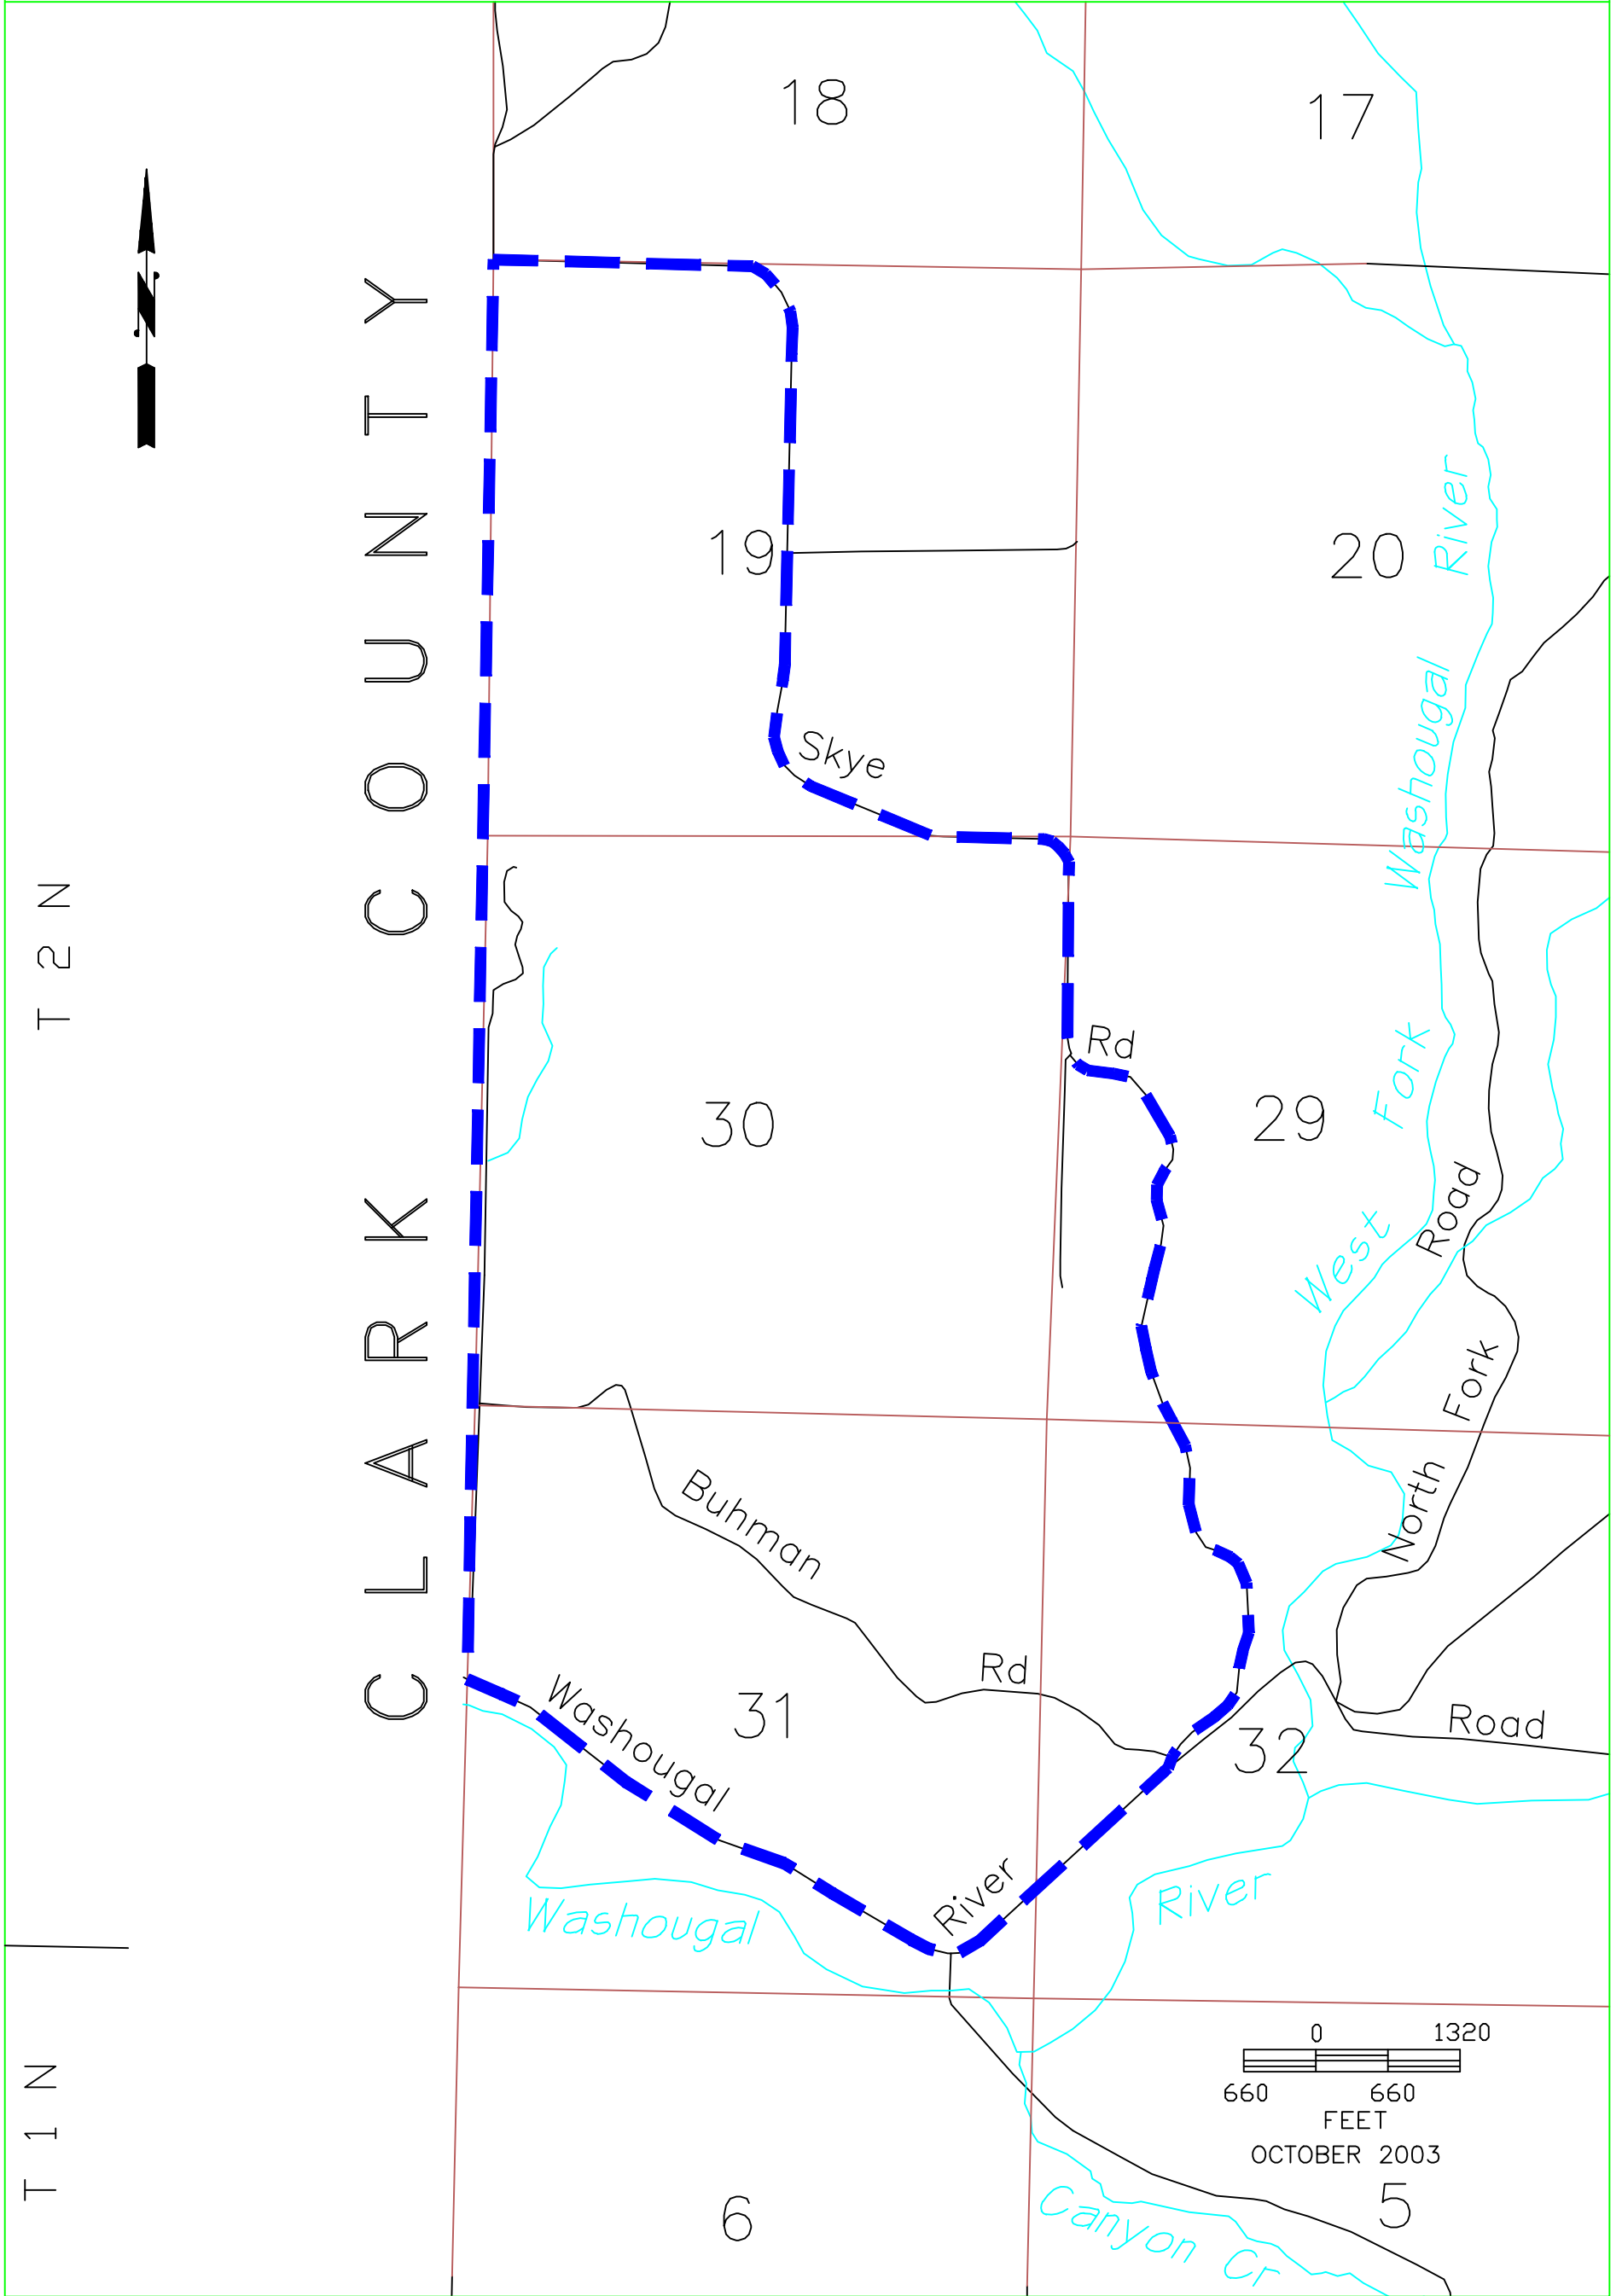 18
17
N
CLARK COUNTY
19
20
River
Washougal
Fork
West
Skye
Rd
T 2 N
30
29
Road
Fork
North
Buhman
Rd
31
32
Road
Washougal
River
Washougal
River
T 1 N
0 1320
660 660
FEET
OCTOBER 2003
6
5
Canyon Cr